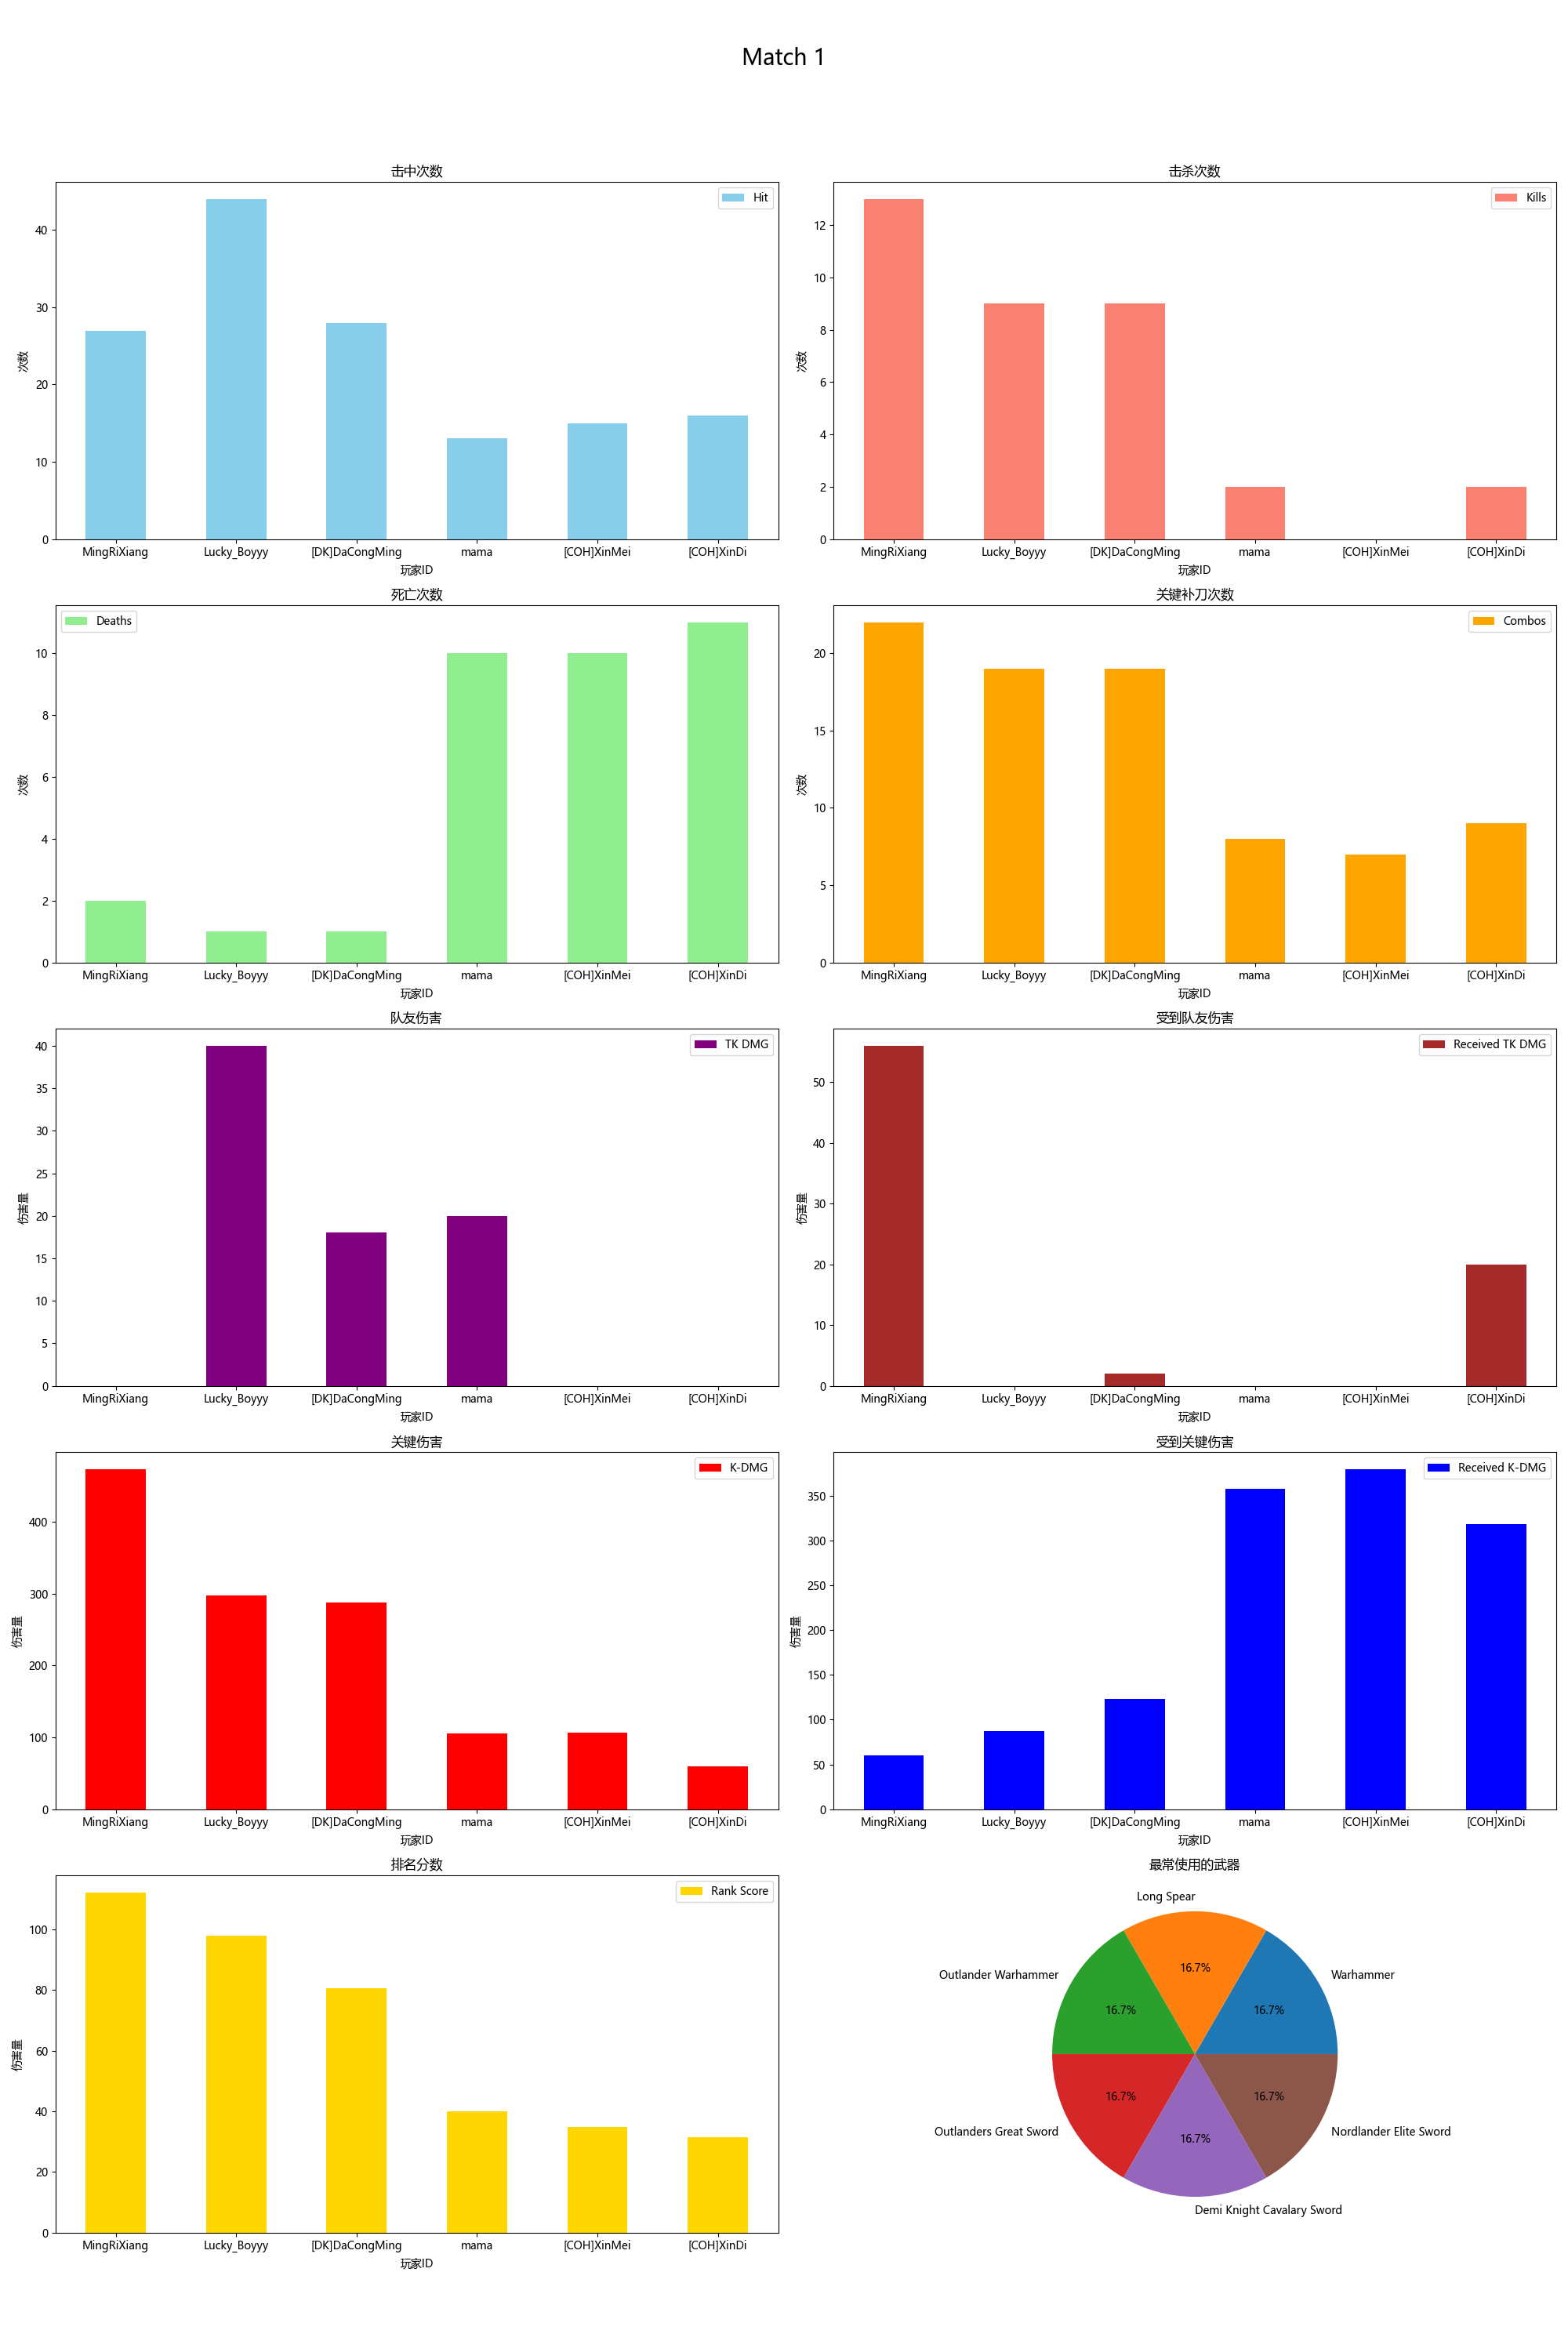 Match 1
击中次数
Hit
40
30
20
10
0
次数
MingRiXiang Lucky_Boyyy [DK]DaCongMing mama [COH]XinMei [COH]XinDi
玩家ID
击杀次数
Kills
12
10
8
6
4
2
0
次数
MingRiXiang Lucky_Boyyy [DK]DaCongMing mama [COH]XinMei [COH]XinDi
玩家ID
死亡次数
Deaths
10
8
6
4
2
0
次数
MingRiXiang Lucky_Boyyy [DK]DaCongMing mama [COH]XinMei [COH]XinDi
玩家ID
关键补刀次数
Combos
20
15
10
5
0
次数
MingRiXiang Lucky_Boyyy [DK]DaCongMing mama [COH]XinMei [COH]XinDi
玩家ID
队友伤害
TK DMG
40
35
30
25
20
15
10
5
0
伤害量
MingRiXiang Lucky_Boyyy [DK]DaCongMing mama [COH]XinMei [COH]XinDi
玩家ID
受到队友伤害
Received TK DMG
50
40
30
20
10
0
伤害量
MingRiXiang Lucky_Boyyy [DK]DaCongMing mama [COH]XinMei [COH]XinDi
玩家ID
关键伤害
K-DMG
400
300
200
100
0
伤害量
MingRiXiang Lucky_Boyyy [DK]DaCongMing mama [COH]XinMei [COH]XinDi
玩家ID
受到关键伤害
Received K-DMG
350
300
250
200
150
100
50
0
伤害量
MingRiXiang Lucky_Boyyy [DK]DaCongMing mama [COH]XinMei [COH]XinDi
玩家ID
排名分数
Rank Score
100
80
60
40
20
0
伤害量
MingRiXiang Lucky_Boyyy [DK]DaCongMing mama [COH]XinMei [COH]XinDi
玩家ID
最常使用的武器
Long Spear
16.7%
Outlander Warhammer
Warhammer
16.7%
16.7%
16.7%
16.7%
Outlanders Great Sword
Nordlander Elite Sword
16.7%
Demi Knight Cavalary Sword